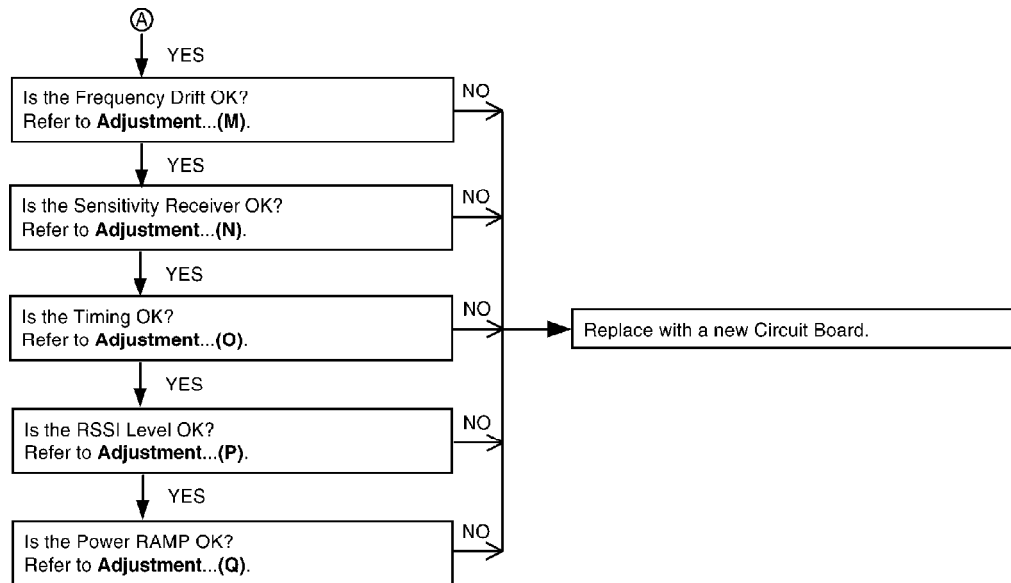 A
YES
Is the Frequency Drift OK?
Refer to Adjustment...(M).
NO
YES
Is the Sensitivity Receiver OK?
Refer to Adjustment...(N).
NO
YES
Is the Timing OK?
Refer to Adjustment...(O).
NO
Replace with a new Circuit Board.
YES
Is the RSSI Level OK?
Refer to Adjustment...(P).
NO
YES
Is the Power RAMP OK?
Refer to Adjustment...(Q).
NO